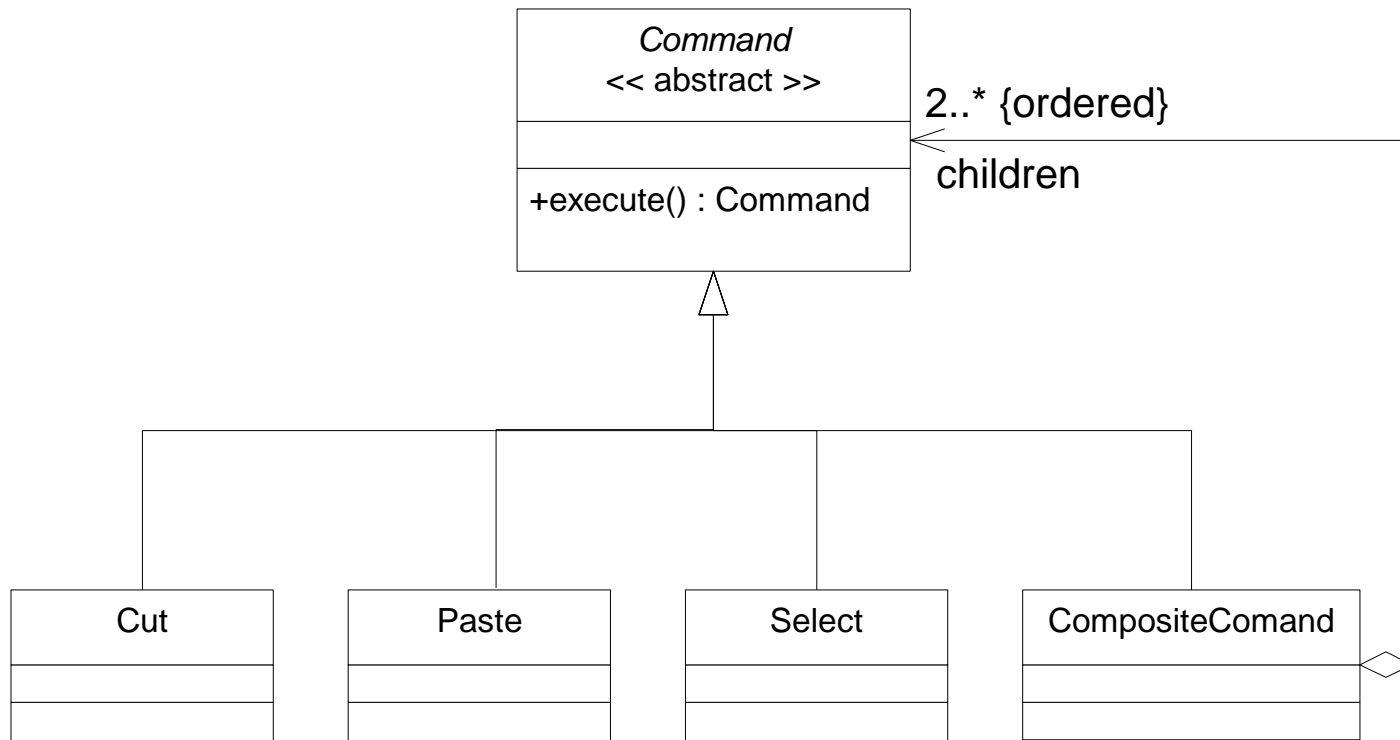 Command
<< abstract >>
2..* {ordered}
children
+execute() : Command
Cut
Paste
Select
CompositeComand